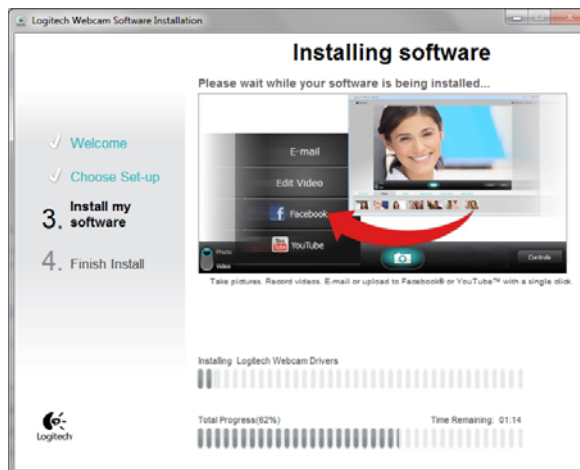 Logitech Webcam Software Installation
Installing software
Please wait while your software is being installed...
Welcome
Choose Set-up
3. Install my
software
4. Finish Install
E-mail
Edit Video
Facebook
YouTube
Photo
Video
Controls
Take pictures. Record videos. E-mail or upload to Facebook® or YouTube™ with a single click.
Installing Logitech Webcam Drivers
Total Progress(62%) Time Remaining: 01:14
Logitech